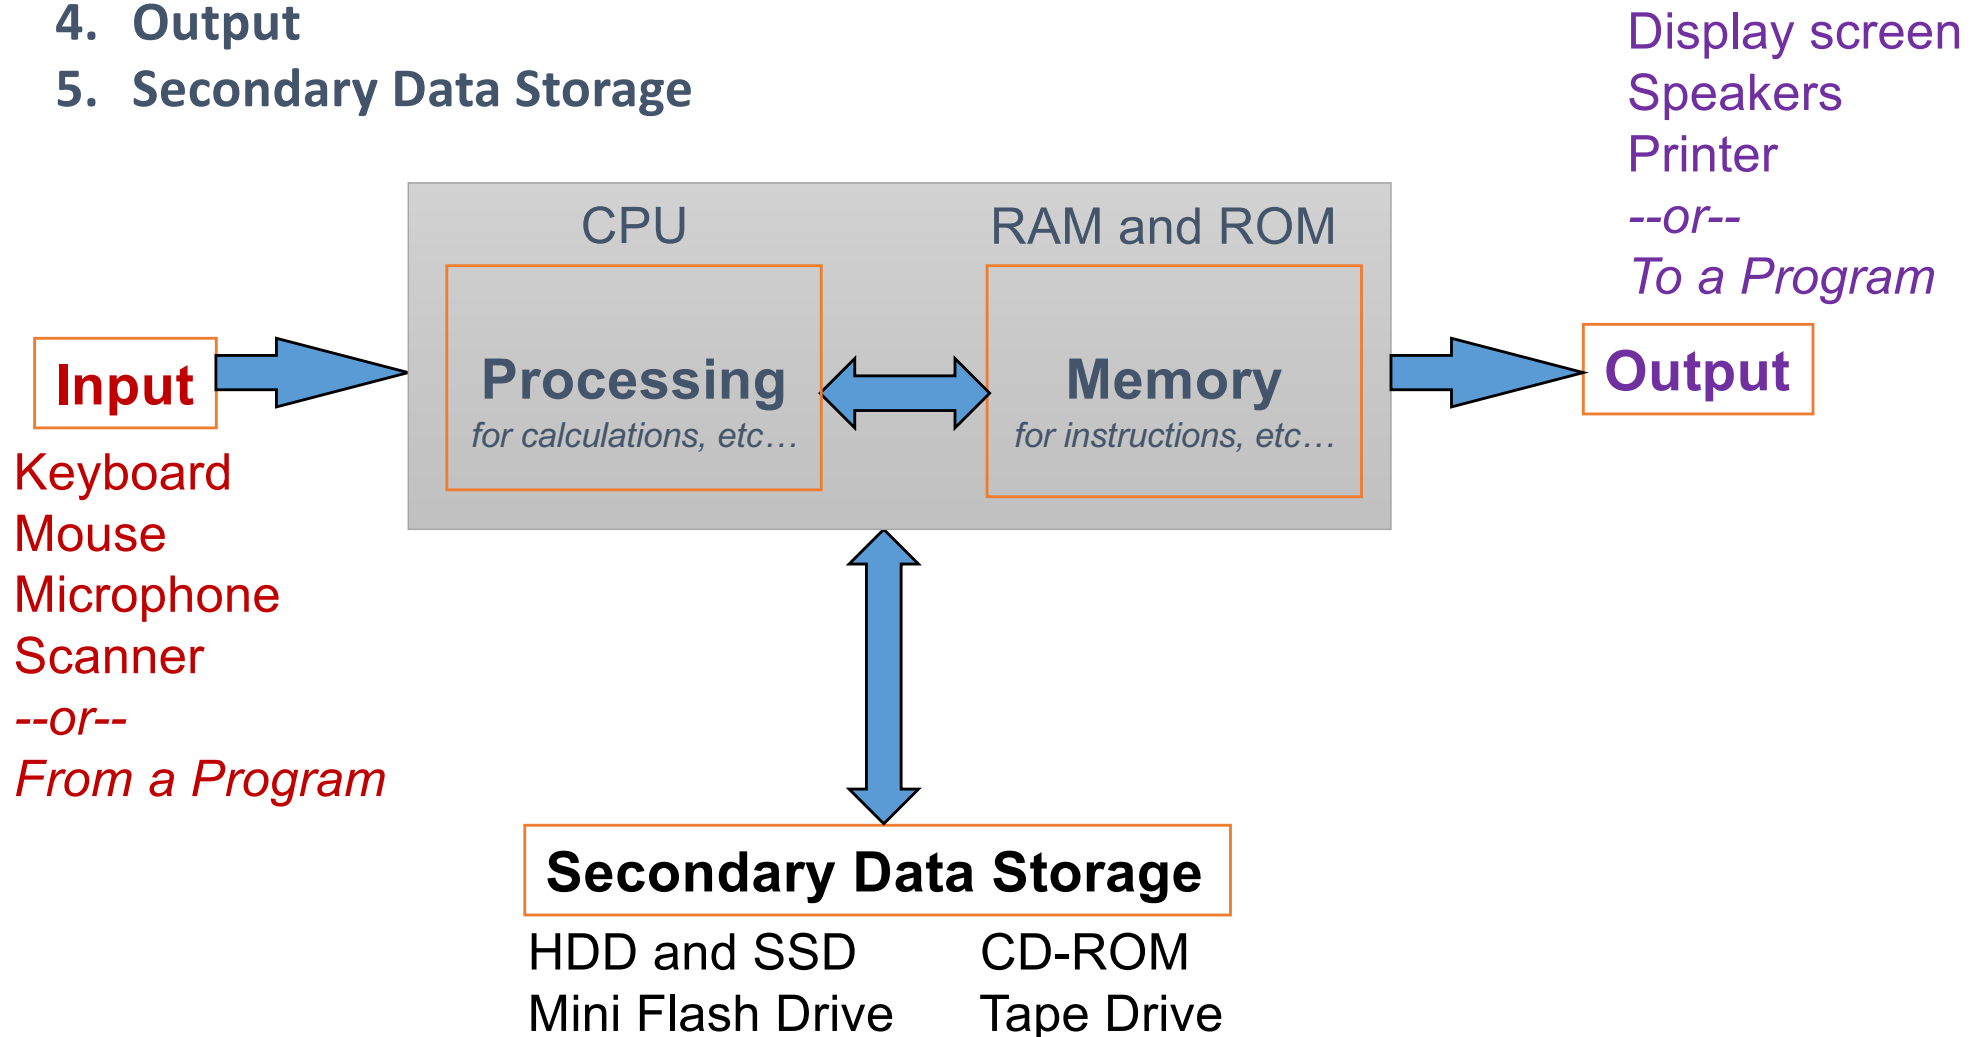 4. Output
5. Secondary Data Storage
Display screen
Speakers
Printer
--or--
To a Program
CPU
RAM and ROM
Input
Processing
for calculations, etc…
Memory
for instructions, etc…
Output
Keyboard
Mouse
Microphone
Scanner
--or--
From a Program
Secondary Data Storage
HDD and SSD
CD-ROM
Mini Flash Drive
Tape Drive